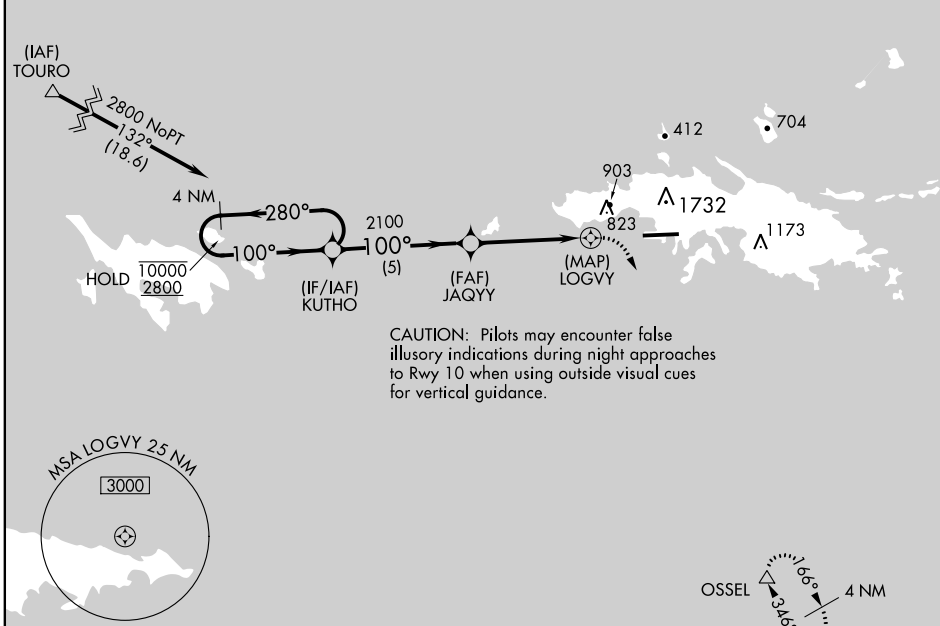 (IAF)
TOURO
2800 NoPT
132°
(18.6)
4 NM
280°
100°
HOLD
10000
2800
(IF/IAF)
KUTHO
2100
100°
(5)
(FAF)
JAQYY
(MAP)
LOGVY
903
823
412
704
1732
1173
CAUTION: Pilots may encounter false
illusory indications during night approaches
to Rwy 10 when using outside visual cues
for vertical guidance.
MSA LOGVY 25 NM
3000
OSSEL
166°
4 NM
346°